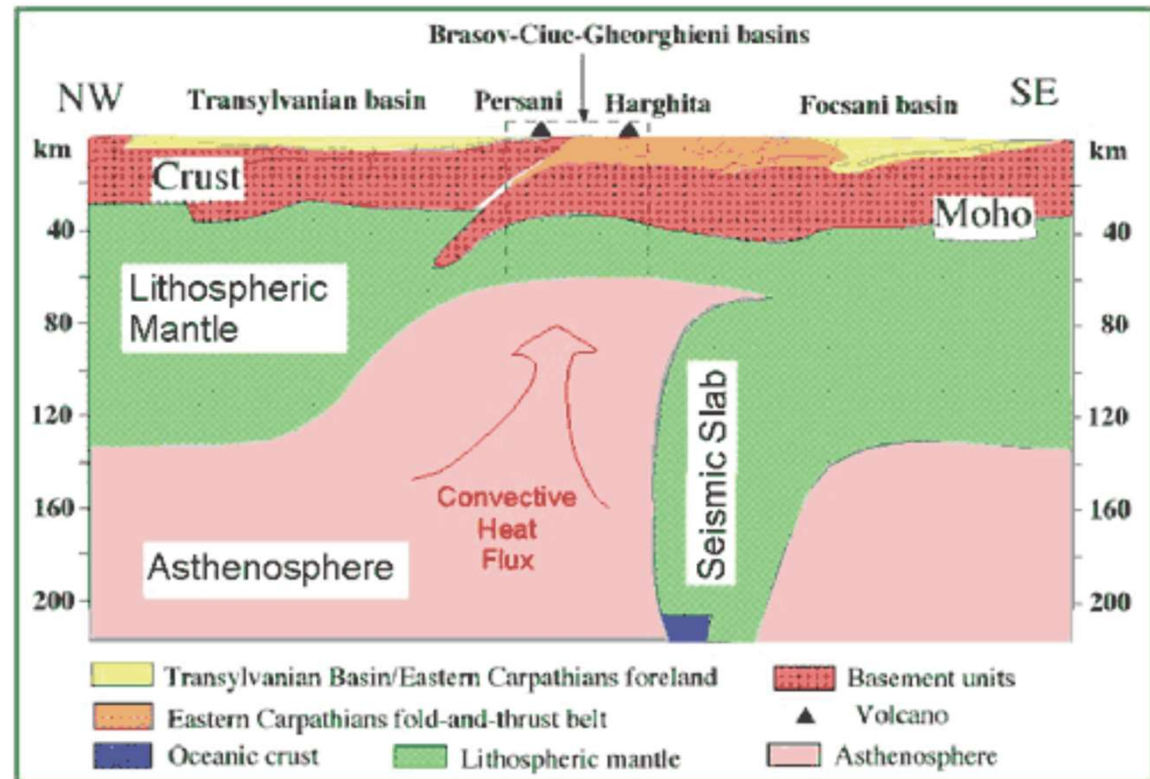 Brasov-Ciuc-Gheorghieni basins
NW
Transylvanian basin
Persani
Harghita
Focsani basin
SE
km
km
Crust
Moho
40
40
Lithospheric
Mantle
80
80
120
120
Seismic Slab
Convective
Heat
Flux
160
160
Asthenosphere
200
200
Transylvanian Basin/Eastern Carpathians foreland
Basement units
Eastern Carpathians fold-and-thrust belt
Volcano
Oceanic crust
Lithospheric mantle
Asthenosphere